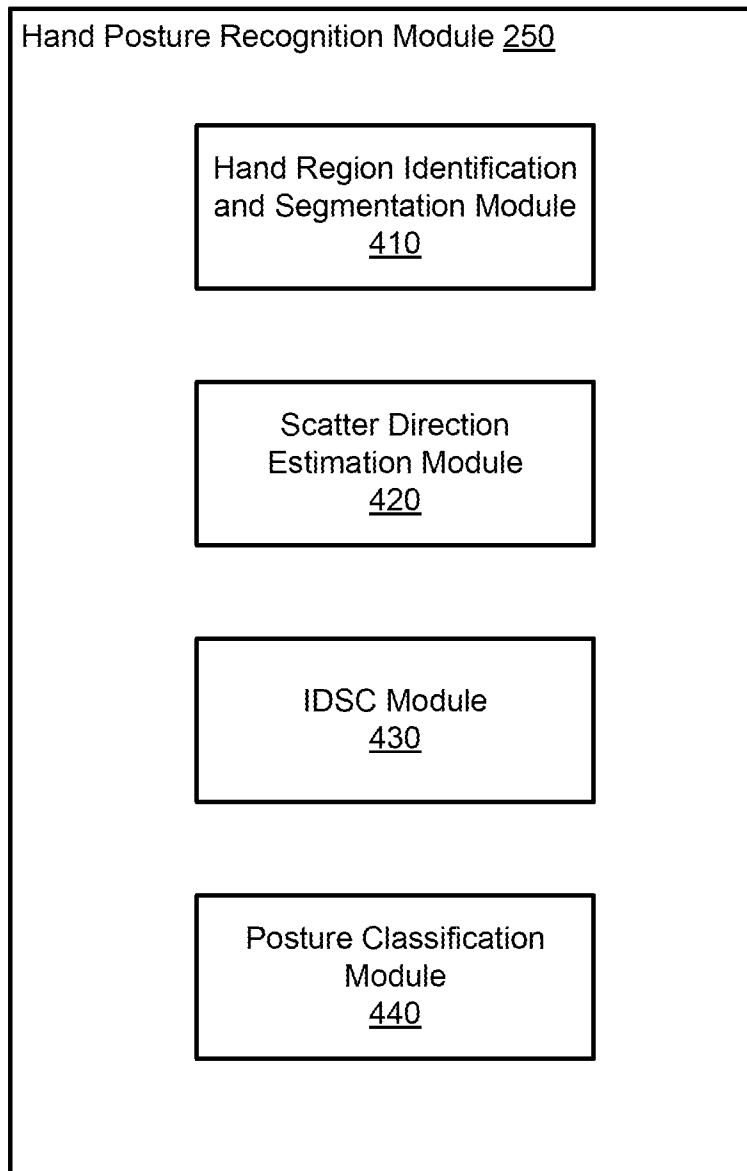 Hand Posture Recognition Module 250
Hand Region Identification
and Segmentation Module
410
Scatter Direction
Estimation Module
420
IDSC Module
430
Posture Classification
Module
440